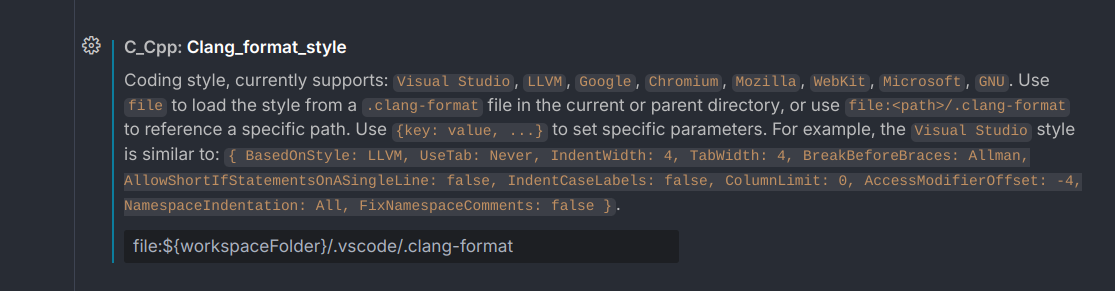 C_Cpp: Clang_format_style
Coding style, currently supports: Visual Studio, LLVM, Google, Chromium, Mozilla, WebKit, Microsoft, GNU. Use
file to load the style from a .clang-format file in the current or parent directory, or use file:<path>/.clang-format
to reference a specific path. Use {key: value, ...} to set specific parameters. For example, the Visual Studio style
is similar to: { BasedOnStyle: LLVM, UseTab: Never, IndentWidth: 4, TabWidth: 4, BreakBeforeBraces: Allman,
AllowShortIfStatementsOnASingleLine: false, IndentCaseLabels: false, ColumnLimit: 0, AccessModifierOffset: -4,
NamespaceIndentation: All, FixNamespaceComments: false }.
file:${workspaceFolder}/.vscode/.clang-format